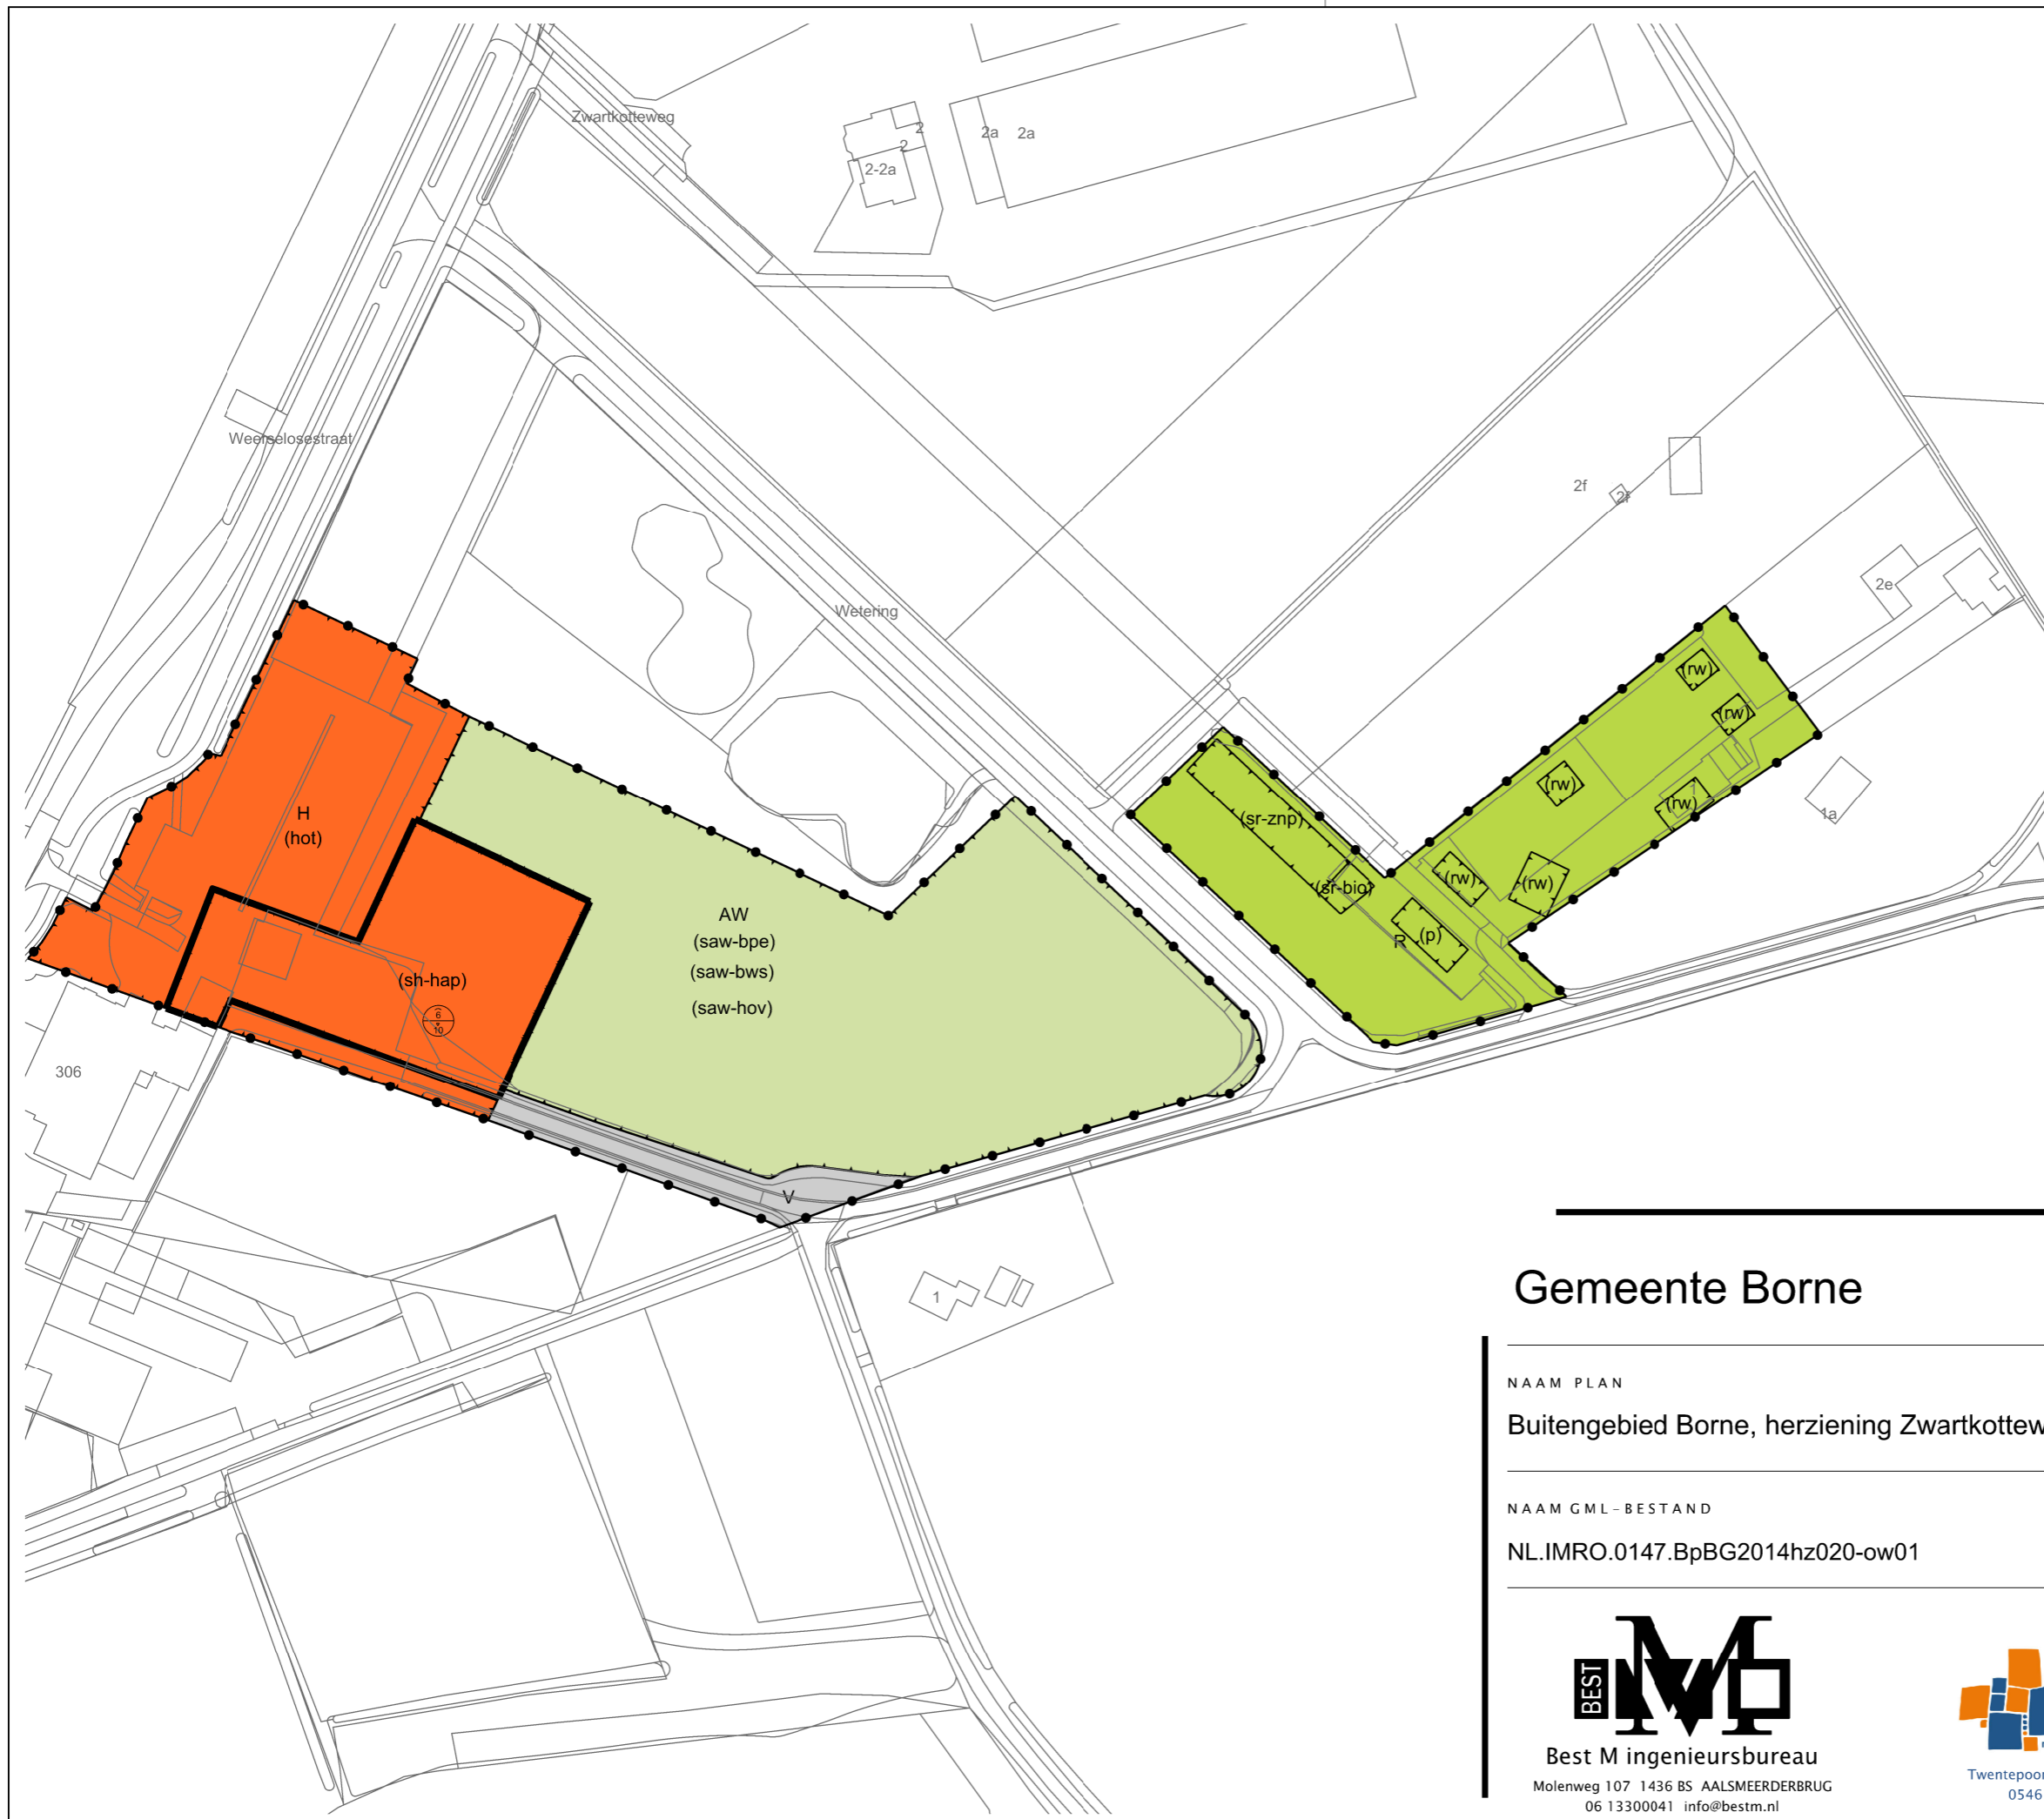 Zwartkotteweg
2
2
2-2a
2a
2a
Weerselosestraat
2f
2f
2e
Wetering
(rw)
(rw)
(rw)
(rw)
1
1a
H
(hot)
(sr-znp)
(sr-bio)
(rw)
(rw)
R
(p)
AW
(saw-bpe)
(saw-bws)
(saw-hov)
(sh-hap)
6
10
306
V
1
Gemeente Borne
NAAM PLAN
Buitengebied Borne, herziening Zwartkottew
NAAM GML-BESTAND
NL.IMRO.0147.BpBG2014hz020-ow01
BEST
M
Best M ingenieursbureau
Molenweg 107 1436 BS AALSMEERDERBRUG
06 13300041 info@bestm.nl
Twentepoor
0546